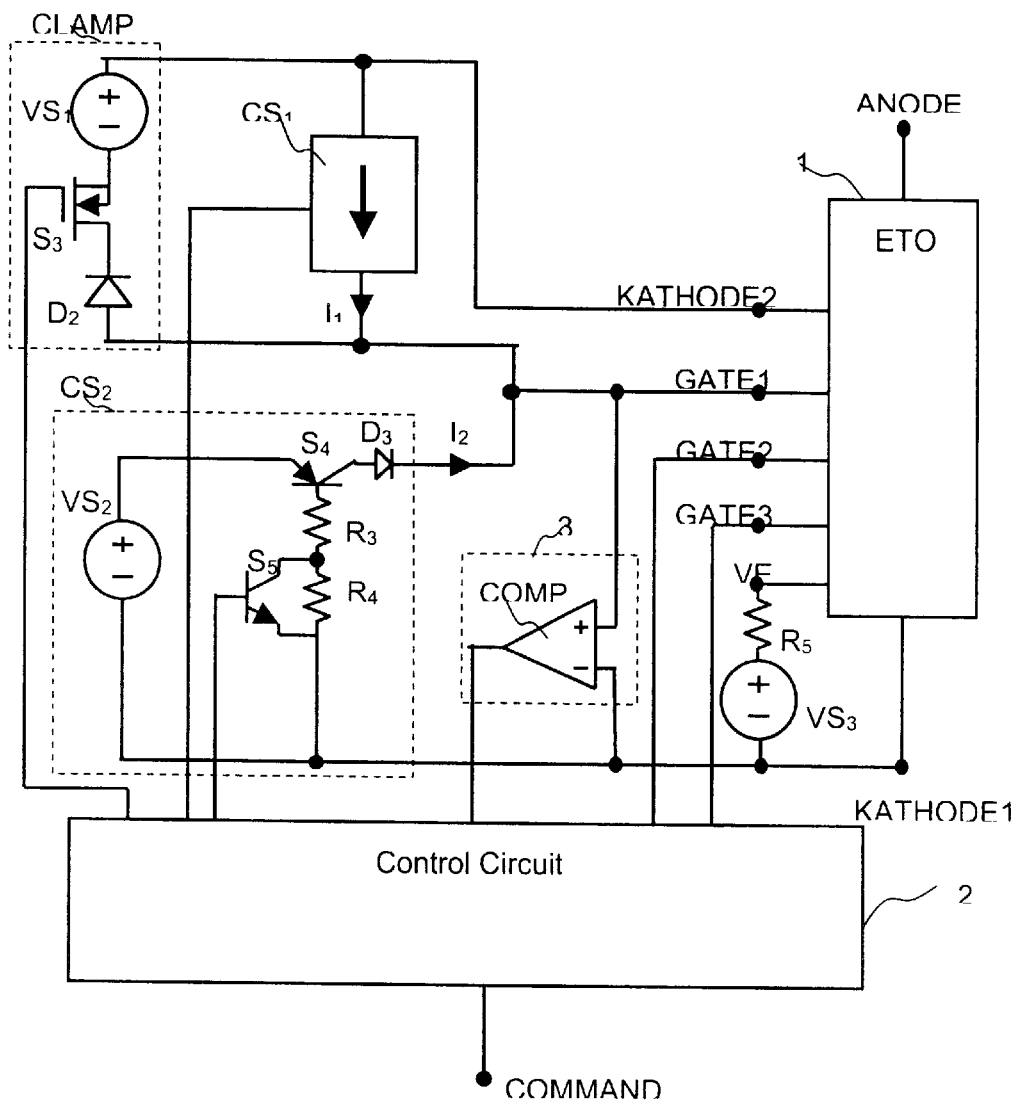 CLAMP
VS₁
+
−
CS₁
ANODE
1
ETO
S₃
D₂
I₁
KATHODE2
GATE1
CS₂
S₄
D₃
I₂
GATE2
VS₂
+
−
R₃
GATE3
S₅
R₄
3
COMP
+
−
VE
R₅
+
−
VS₃
KATHODE1
Control Circuit
2
COMMAND